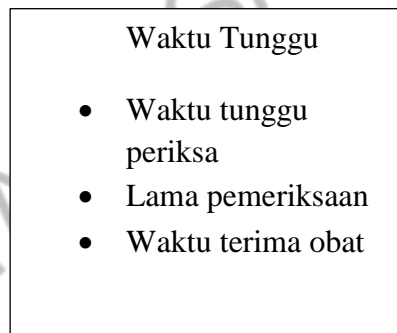 Waktu Tunggu
• Waktu tunggu
periksa
• Lama pemeriksaan
• Waktu terima obat